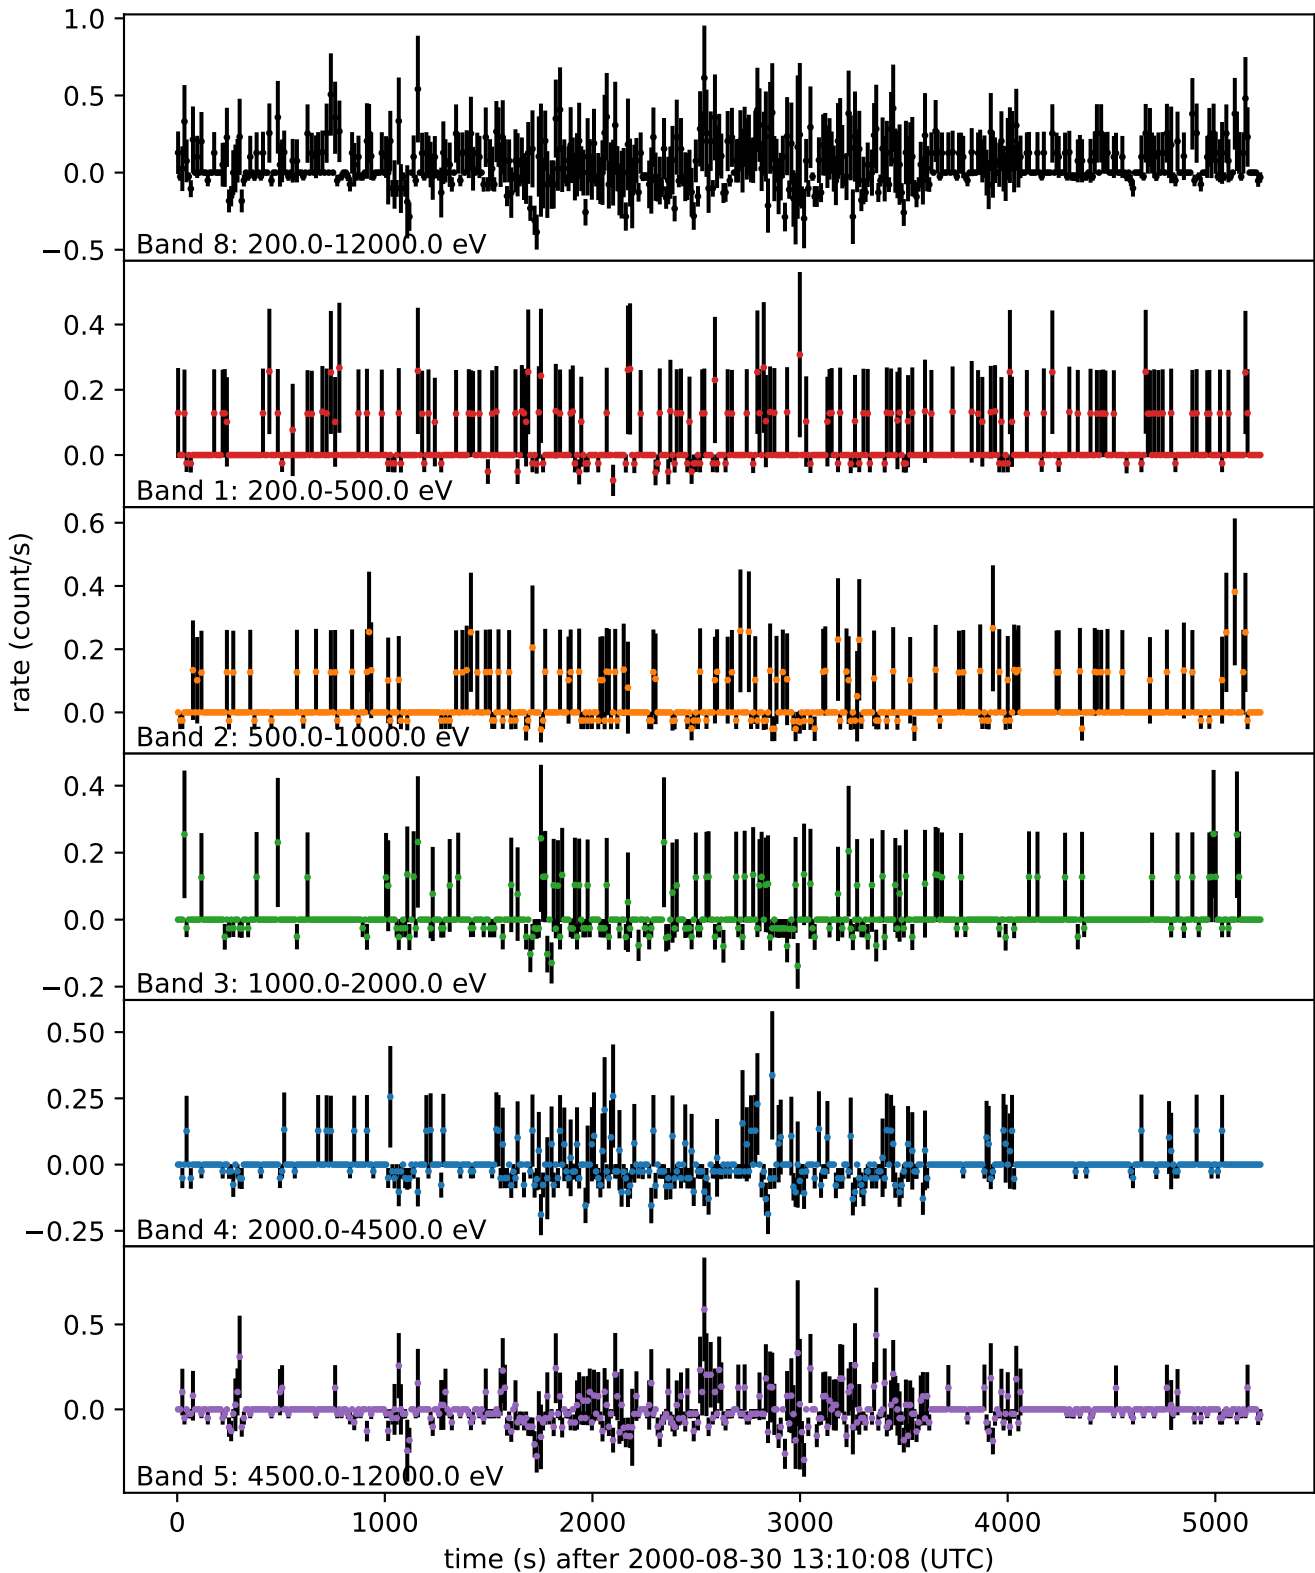 1.0
0.5
0.0
−0.5
Band 8: 200.0-12000.0 eV
0.4
0.2
0.0
Band 1: 200.0-500.0 eV
0.6
0.4
0.2
0.0
Band 2: 500.0-1000.0 eV
rate (count/s)
0.4
0.2
0.0
−0.2
Band 3: 1000.0-2000.0 eV
0.50
0.25
0.00
−0.25
Band 4: 2000.0-4500.0 eV
0.5
0.0
Band 5: 4500.0-12000.0 eV
0 1000 2000 3000 4000 5000
time (s) after 2000-08-30 13:10:08 (UTC)